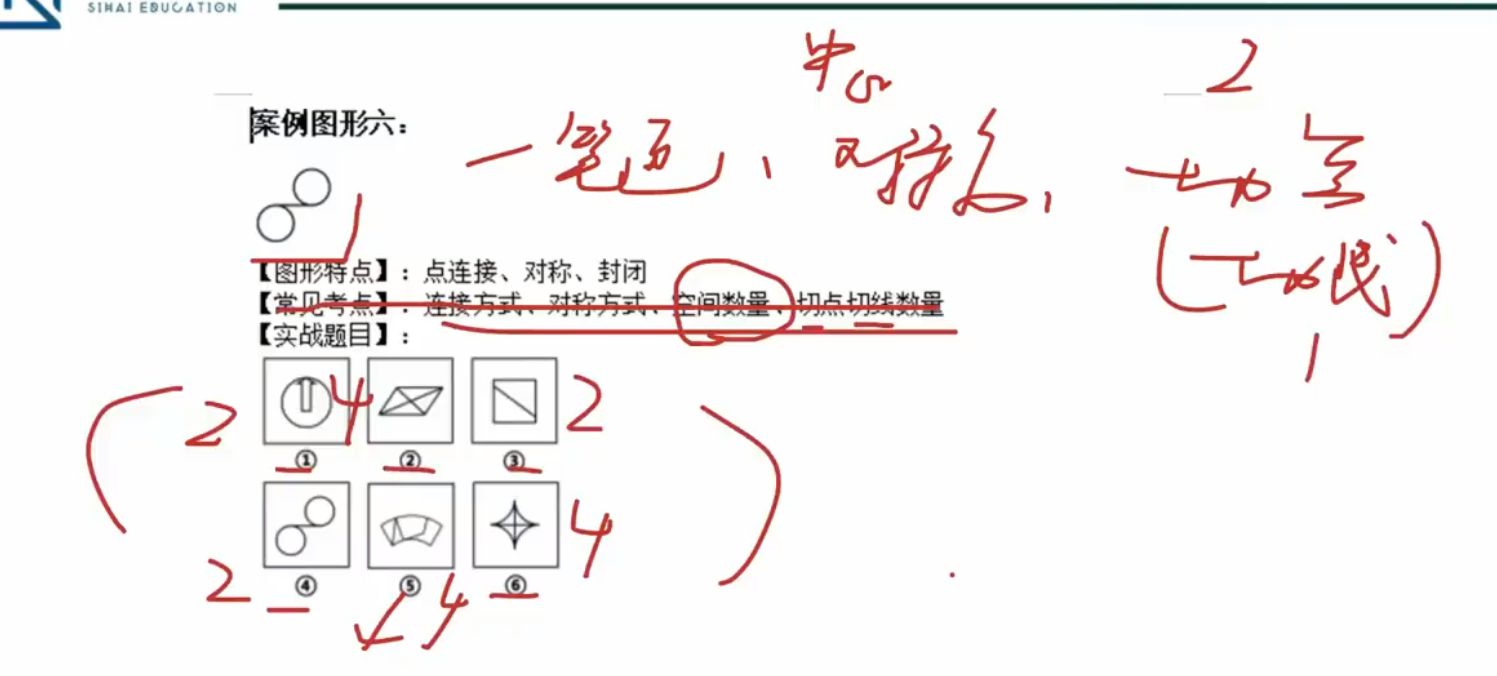 SIHAI EDUCATION
中心
2
案例图形六：
一笔画、对称、切点
(切线)
1
【图形特点】：点连接、对称、封闭
【常见考点】：连接方式、对称方式、空间数量、切点切线数量
【实战题目】：
2 4 2
① ② ③
4
2 ④ ⑤ 4 ⑥